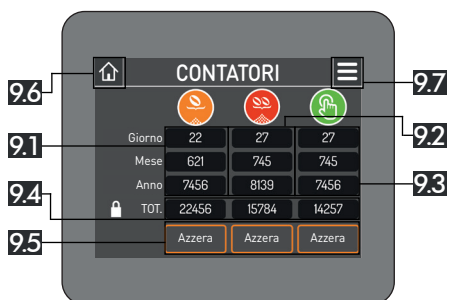 CONTATORI
9.6
9.7
Giorno 22 27 27
9.1
9.2
Mese 621 745 745
Anno 7456 8139 7456
9.3
9.4
TOT. 22456 15784 14257
9.5
Azzera Azzera Azzera